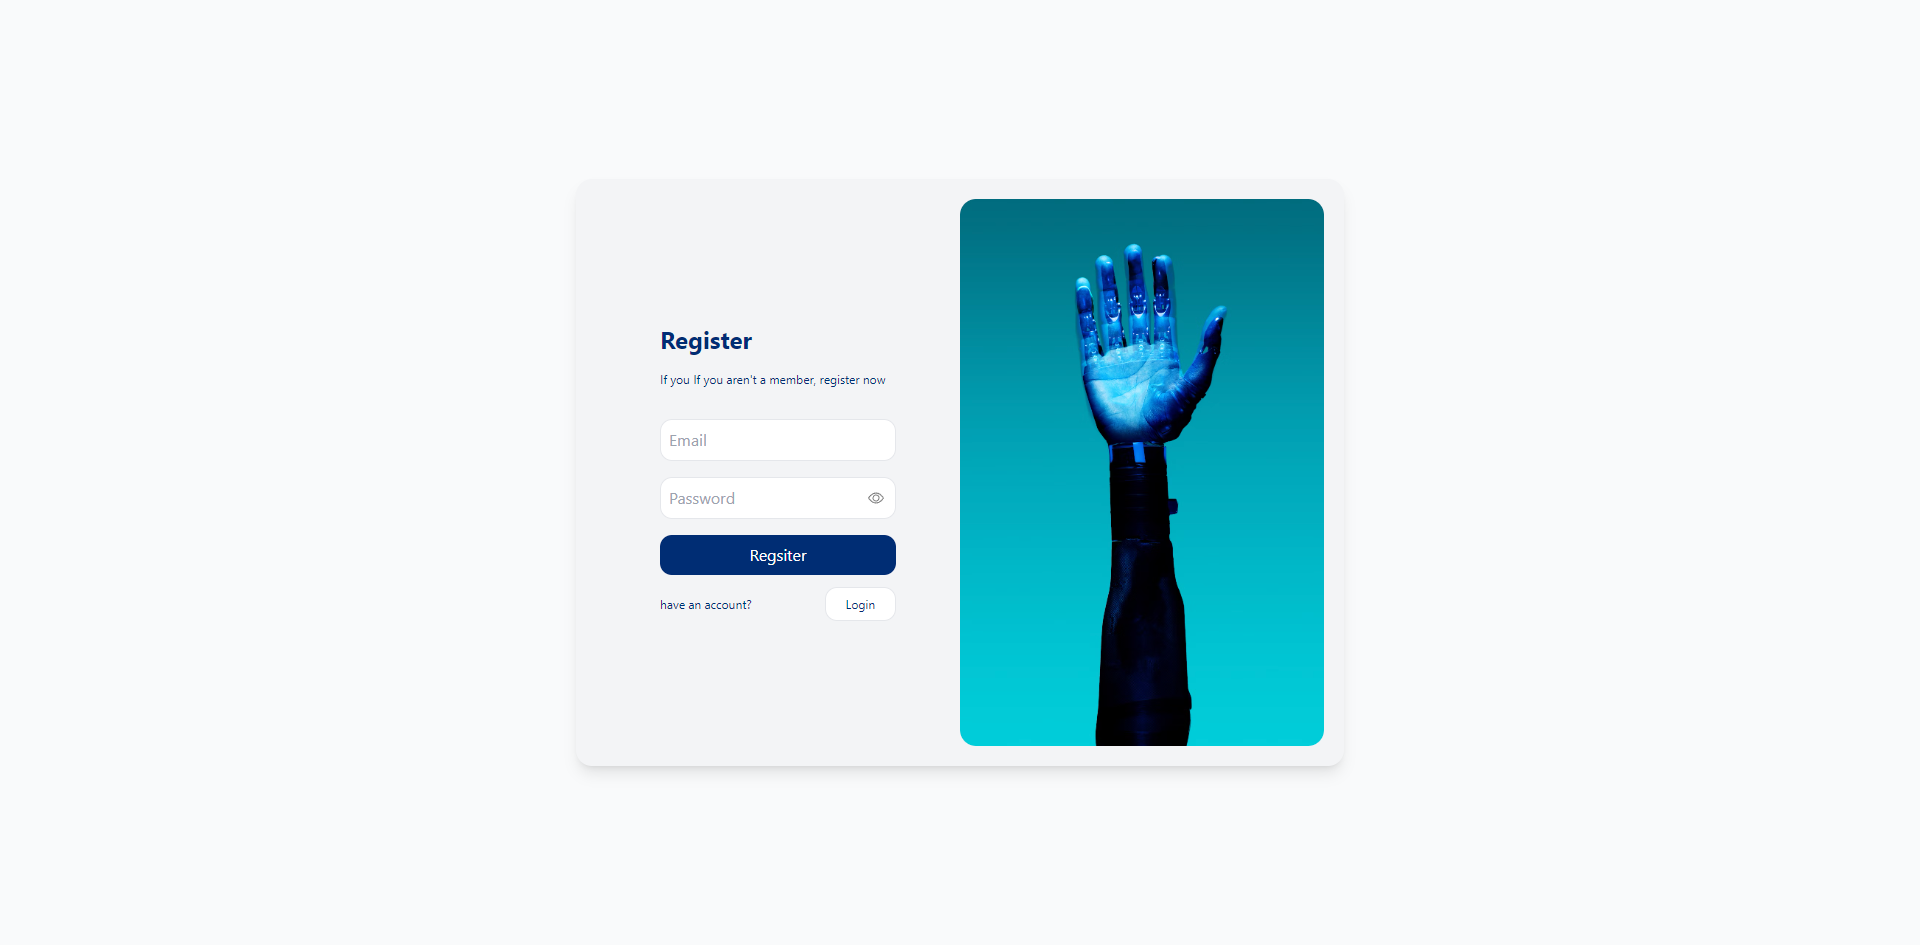 Register
If you If you aren't a member, register now
Email
Password
Regsiter
have an account?
Login